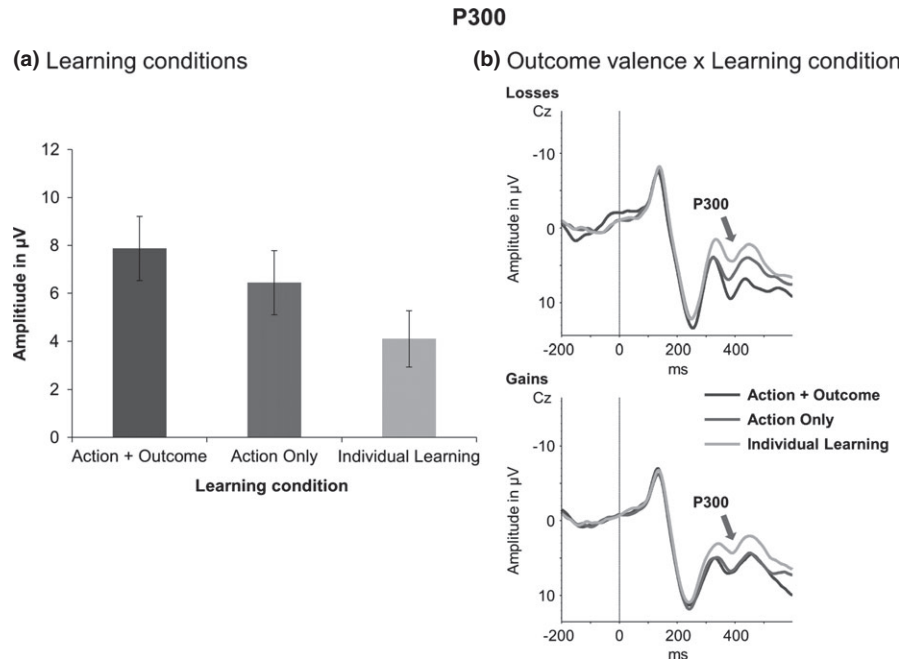 P300
(a) Learning conditions
Amplitiude in µV
12
10
8
6
4
2
0
Action + Outcome Action Only Individual Learning
Learning condition
(b) Outcome valence x Learning condition
Losses
Cz
Amplitude in µV
-10
0
10
P300
-200 0 200 400
ms
Gains
Cz
Amplitude in µV
-10
0
10
Action + Outcome
Action Only
Individual Learning
P300
-200 0 200 400
ms